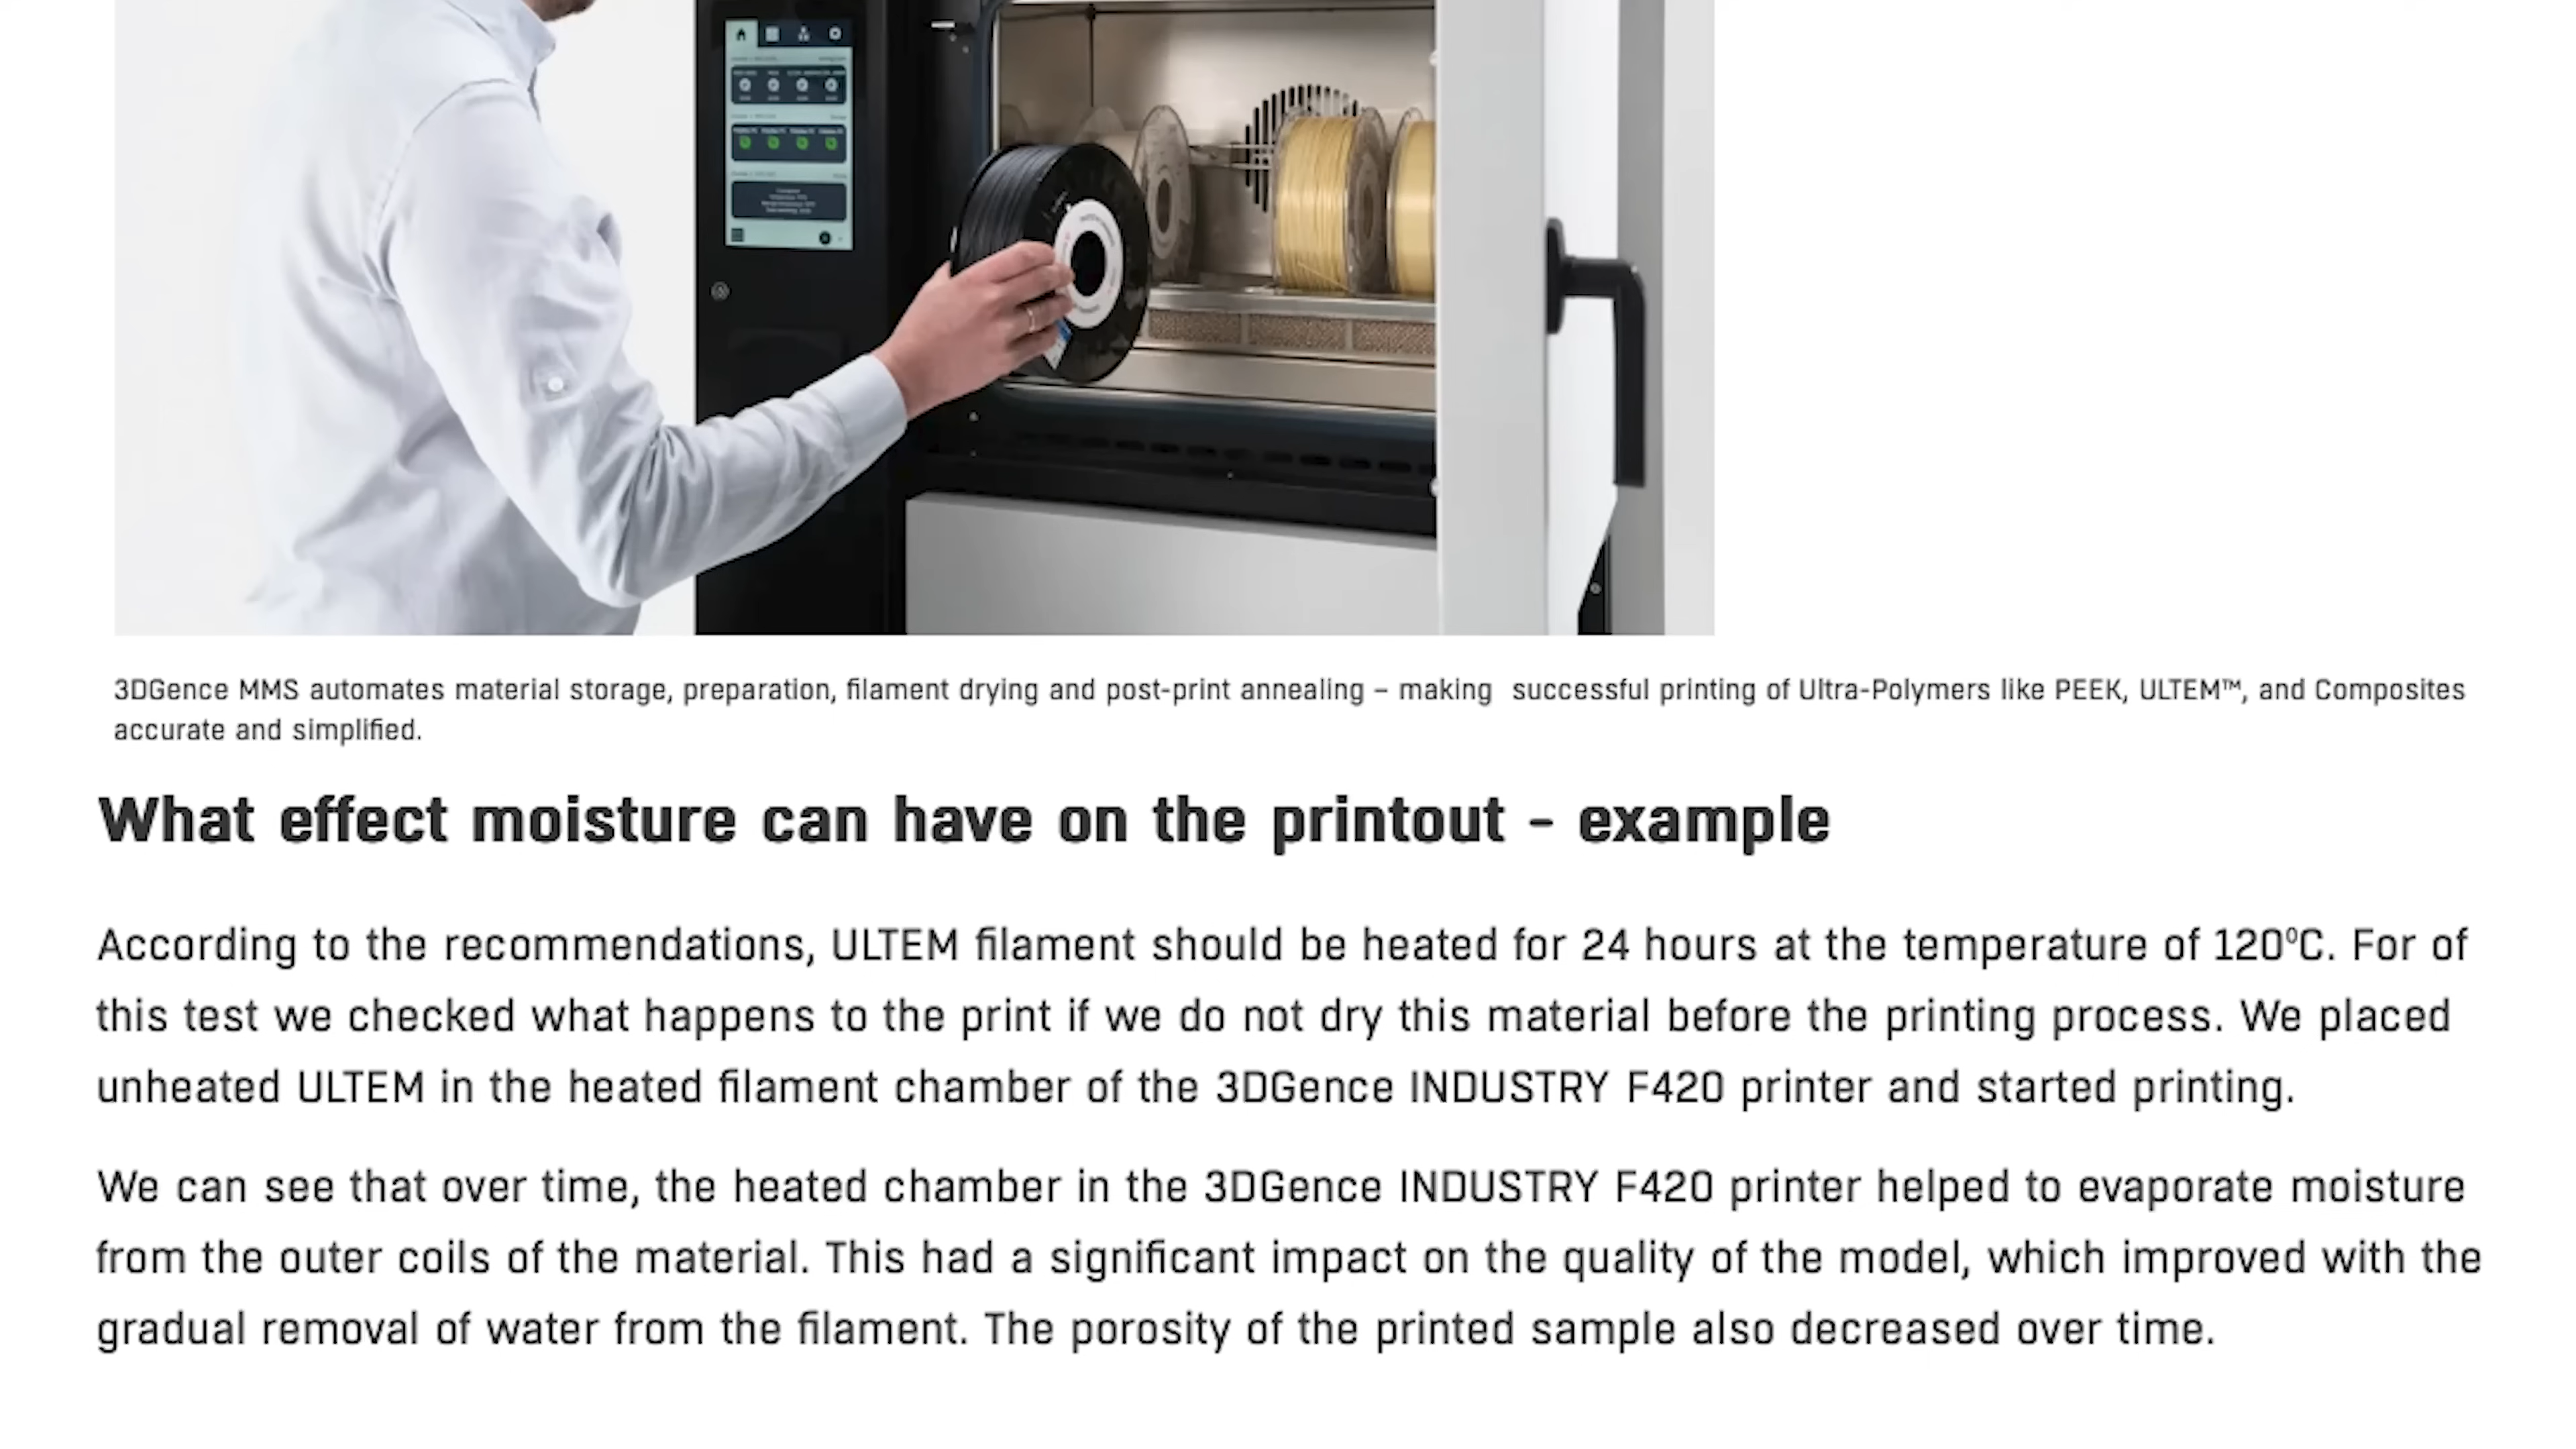 3DGence MMS automates material storage, preparation, filament drying and post-print annealing – making  successful printing of Ultra-Polymers like PEEK, ULTEM™, and Composites
accurate and simplified.
What effect moisture can have on the printout – example
According to the recommendations, ULTEM filament should be heated for 24 hours at the temperature of 120⁰C. For of
this test we checked what happens to the print if we do not dry this material before the printing process. We placed
unheated ULTEM in the heated filament chamber of the 3DGence INDUSTRY F420 printer and started printing.
We can see that over time, the heated chamber in the 3DGence INDUSTRY F420 printer helped to evaporate moisture
from the outer coils of the material. This had a significant impact on the quality of the model, which improved with the
gradual removal of water from the filament. The porosity of the printed sample also decreased over time.